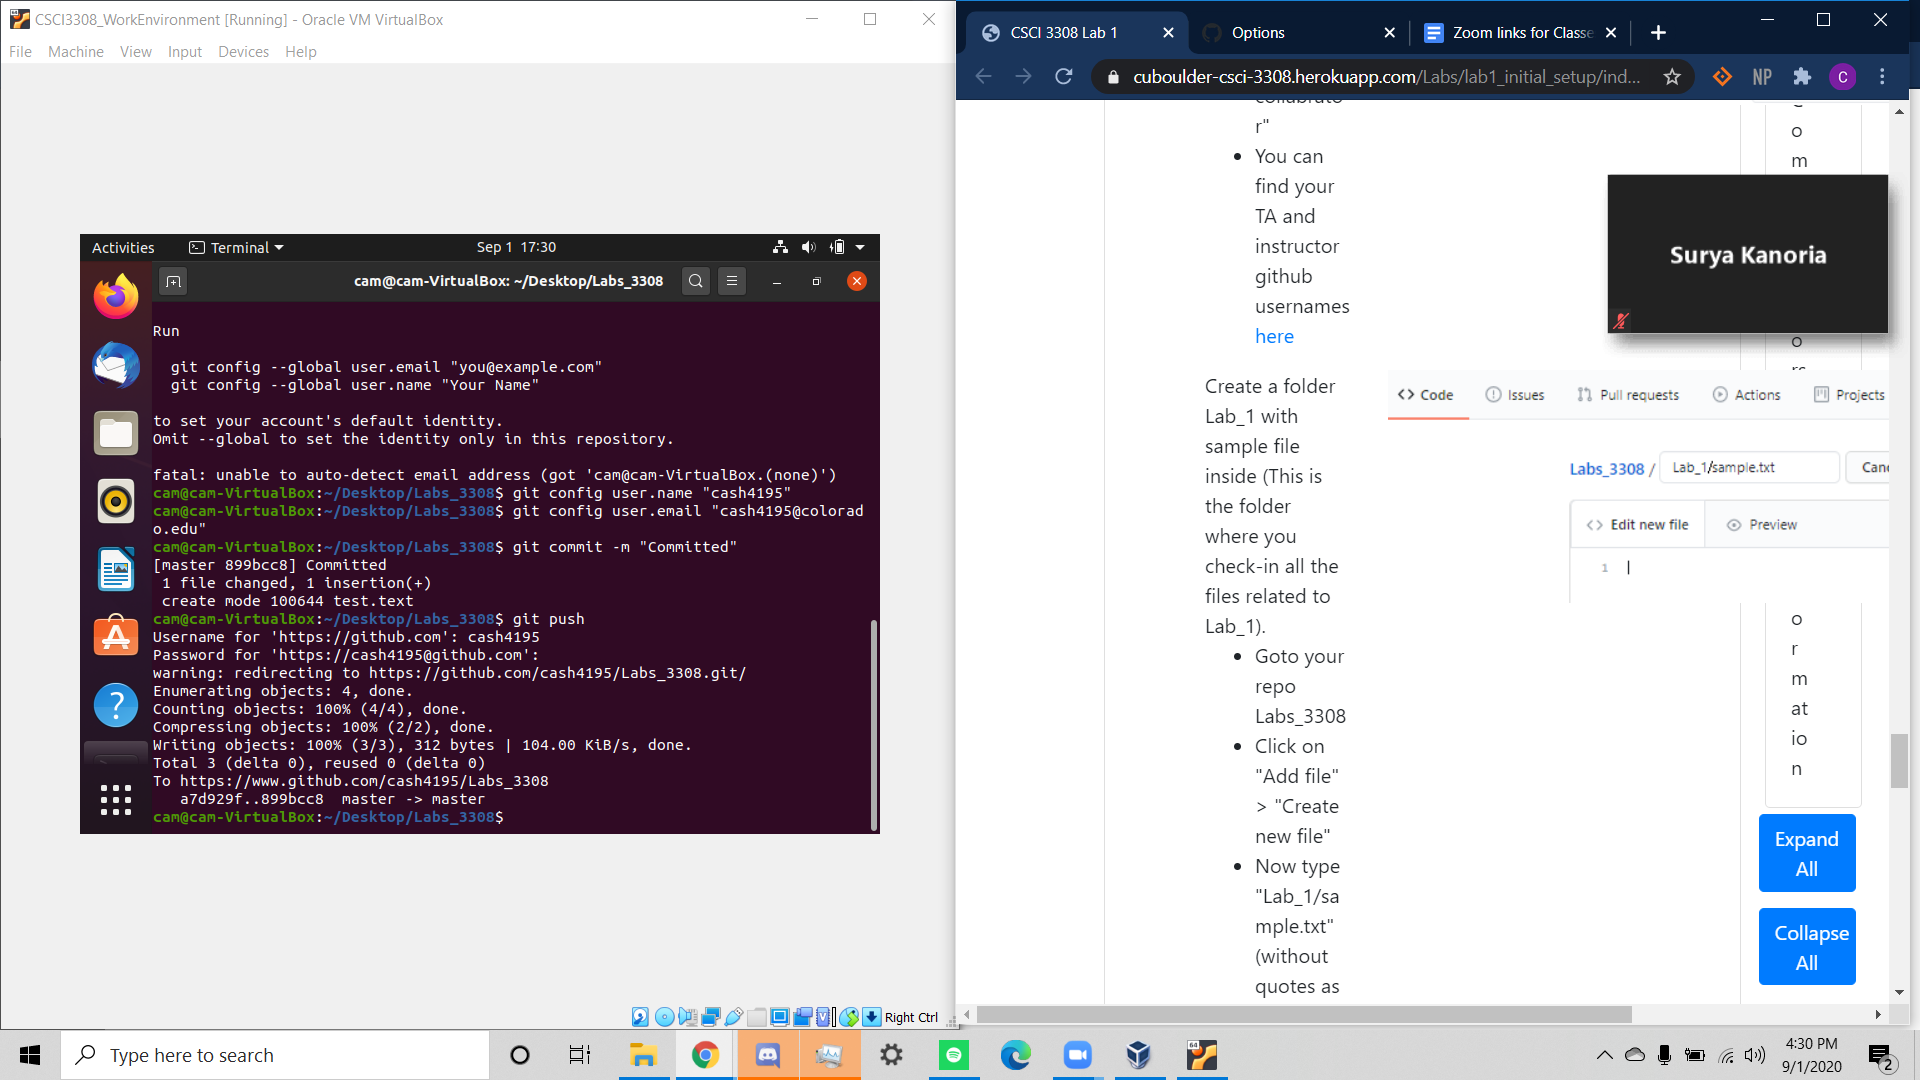 CSCI3308_WorkEnvironment [Running] - Oracle VM VirtualBox
File Machine View Input Devices Help
Activities Terminal Sep 1 17:30
cam@cam-VirtualBox: ~/Desktop/Labs_3308
Run
git config --global user.email "you@example.com"
git config --global user.name "Your Name"
to set your account's default identity.
Omit --global to set the identity only in this repository.
fatal: unable to auto-detect email address (got 'cam@cam-VirtualBox.(none)')
cam@cam-VirtualBox:~/Desktop/Labs_3308$ git config user.name "cash4195"
cam@cam-VirtualBox:~/Desktop/Labs_3308$ git config user.email "cash4195@colorad
o.edu"
cam@cam-VirtualBox:~/Desktop/Labs_3308$ git commit -m "Committed"
[master 899bcc8] Committed
1 file changed, 1 insertion(+)
create mode 100644 test.text
cam@cam-VirtualBox:~/Desktop/Labs_3308$ git push
Username for 'https://github.com': cash4195
Password for 'https://cash4195@github.com':
warning: redirecting to https://github.com/cash4195/Labs_3308.git/
Enumerating objects: 4, done.
Counting objects: 100% (4/4), done.
Compressing objects: 100% (2/2), done.
Writing objects: 100% (3/3), 312 bytes | 104.00 KiB/s, done.
Total 3 (delta 0), reused 0 (delta 0)
To https://www.github.com/cash4195/Labs_3308
a7d929f..899bcc8 master -> master
cam@cam-VirtualBox:~/Desktop/Labs_3308$
Right Ctrl
CSCI 3308 Lab 1
Options
Zoom links for Classe
cuboulder-csci-3308.herokuapp.com/Labs/lab1_initial_setup/ind...
NP
C
r"
You can
find your
TA and
instructor
github
usernames
here
Create a folder
Lab_1 with
sample file
inside (This is
the folder
where you
check-in all the
files related to
Lab_1).
Goto your
repo
Labs_3308
Click on
"Add file"
> "Create
new file"
Now type
"Lab_1/sa
mple.txt"
(without
quotes as
Surya Kanoria
Code Issues Pull requests Actions Projects
Labs_3308 / Lab_1/sample.txt Canc
Edit new file Preview
1
o
m
o
rs
o
r
m
at
io
n
Expand
All
Collapse
All
Type here to search
64
4:30 PM
9/1/2020
2